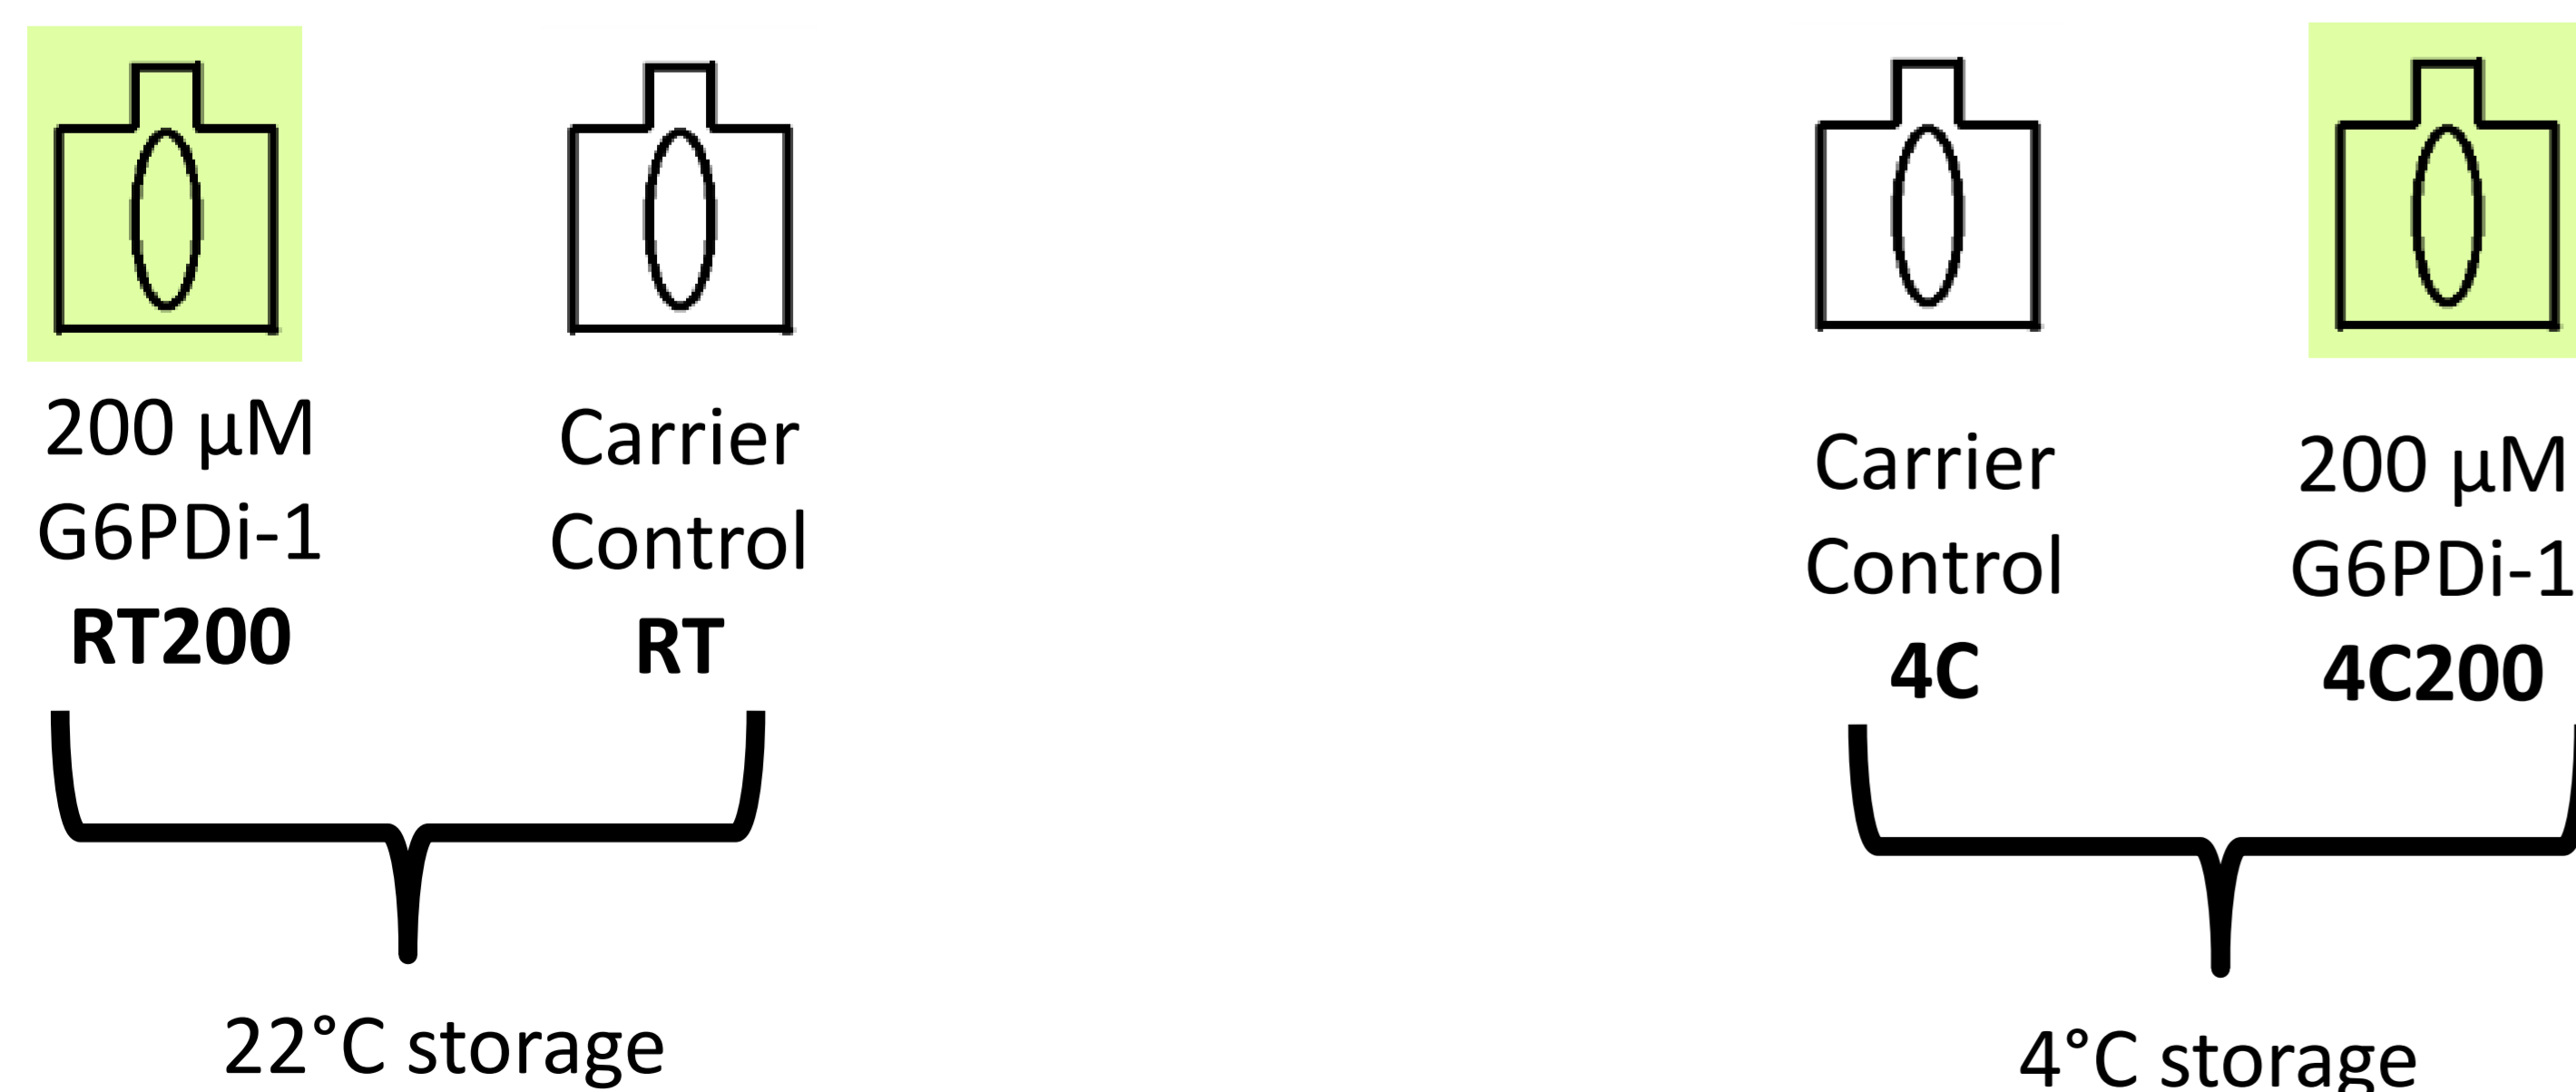 200 µM
G6PDi-1
RT200
Carrier
Control
RT
22°C storage
Carrier
Control
4C
200 µM
G6PDi-1
4C200
4°C storage